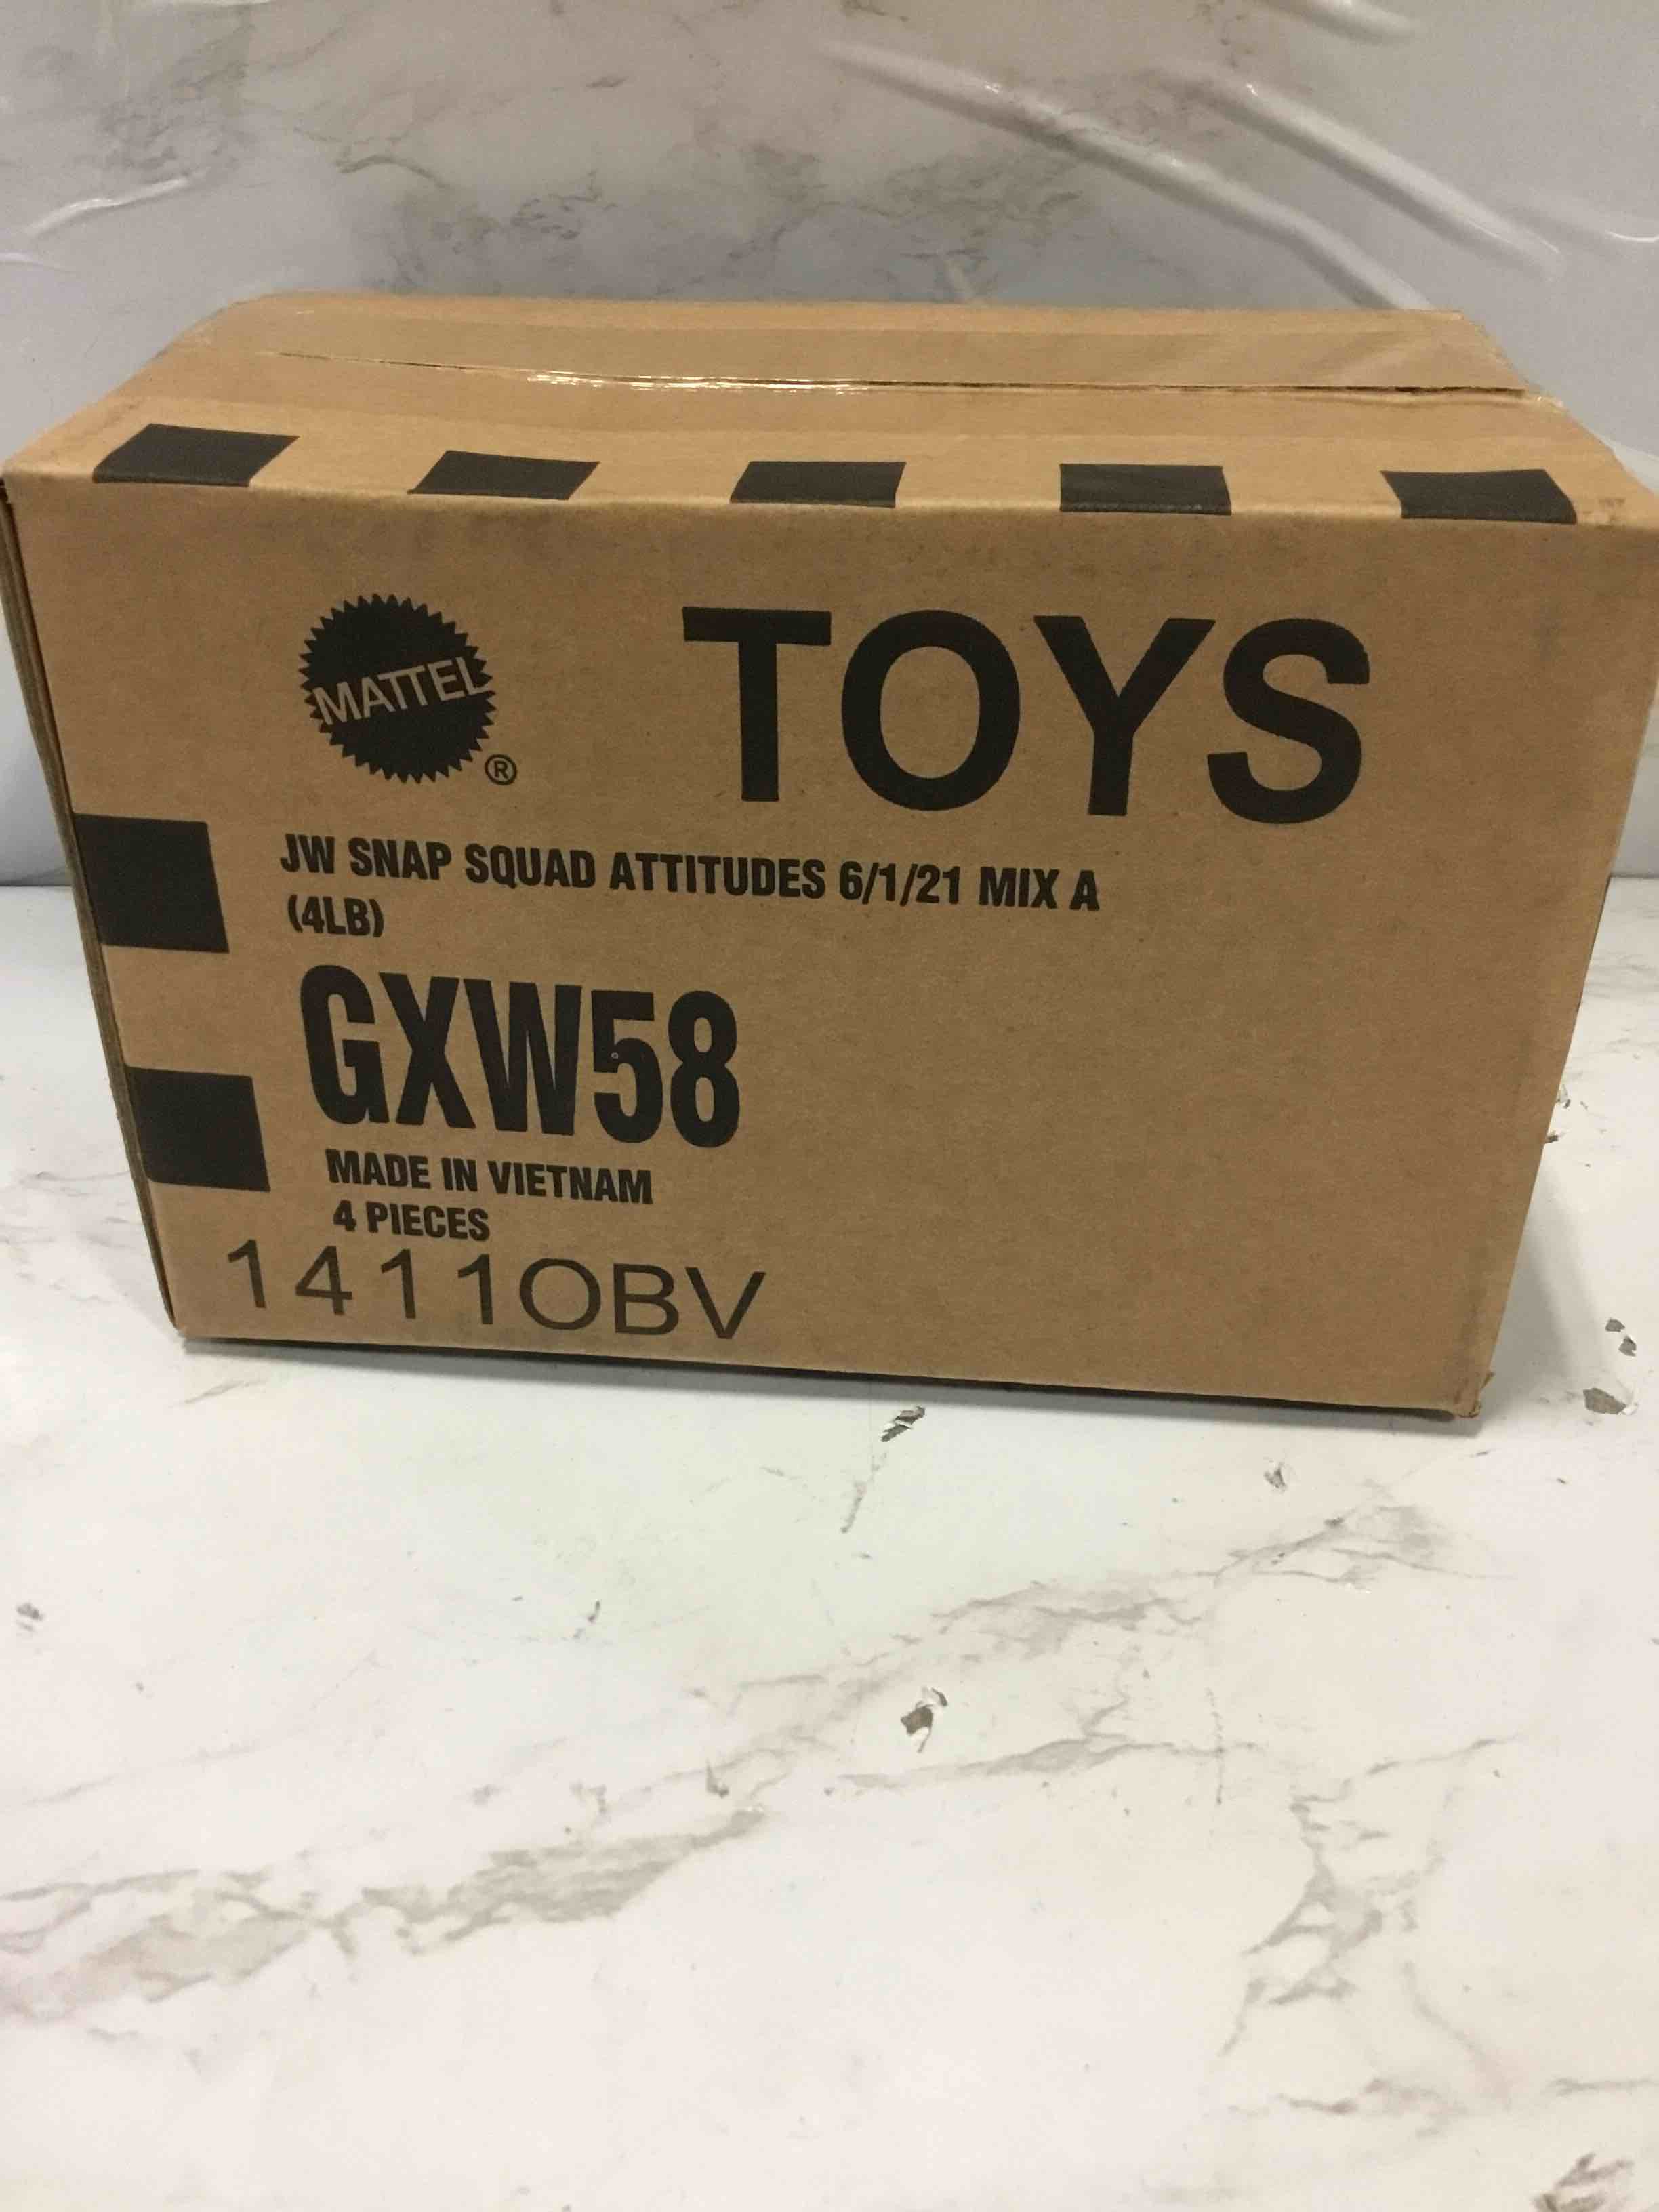 MATTEL
®
TOYS
JW SNAP SQUAD ATTITUDES 6/1/21 MIX A
(4LB)
GXW58
MADE IN VIETNAM
4 PIECES
1411OBV